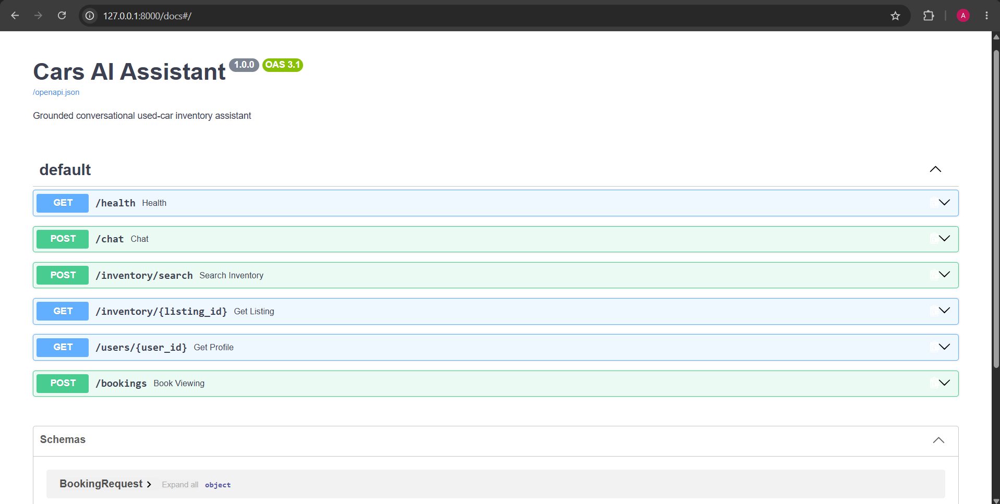 127.0.0.1:8000/docs#/
A
Cars AI Assistant 1.0.0 OAS 3.1
/openapi.json
Grounded conversational used-car inventory assistant
default
GET /health Health
POST /chat Chat
POST /inventory/search Search Inventory
GET /inventory/{listing_id} Get Listing
GET /users/{user_id} Get Profile
POST /bookings Book Viewing
Schemas
BookingRequest Expand all object